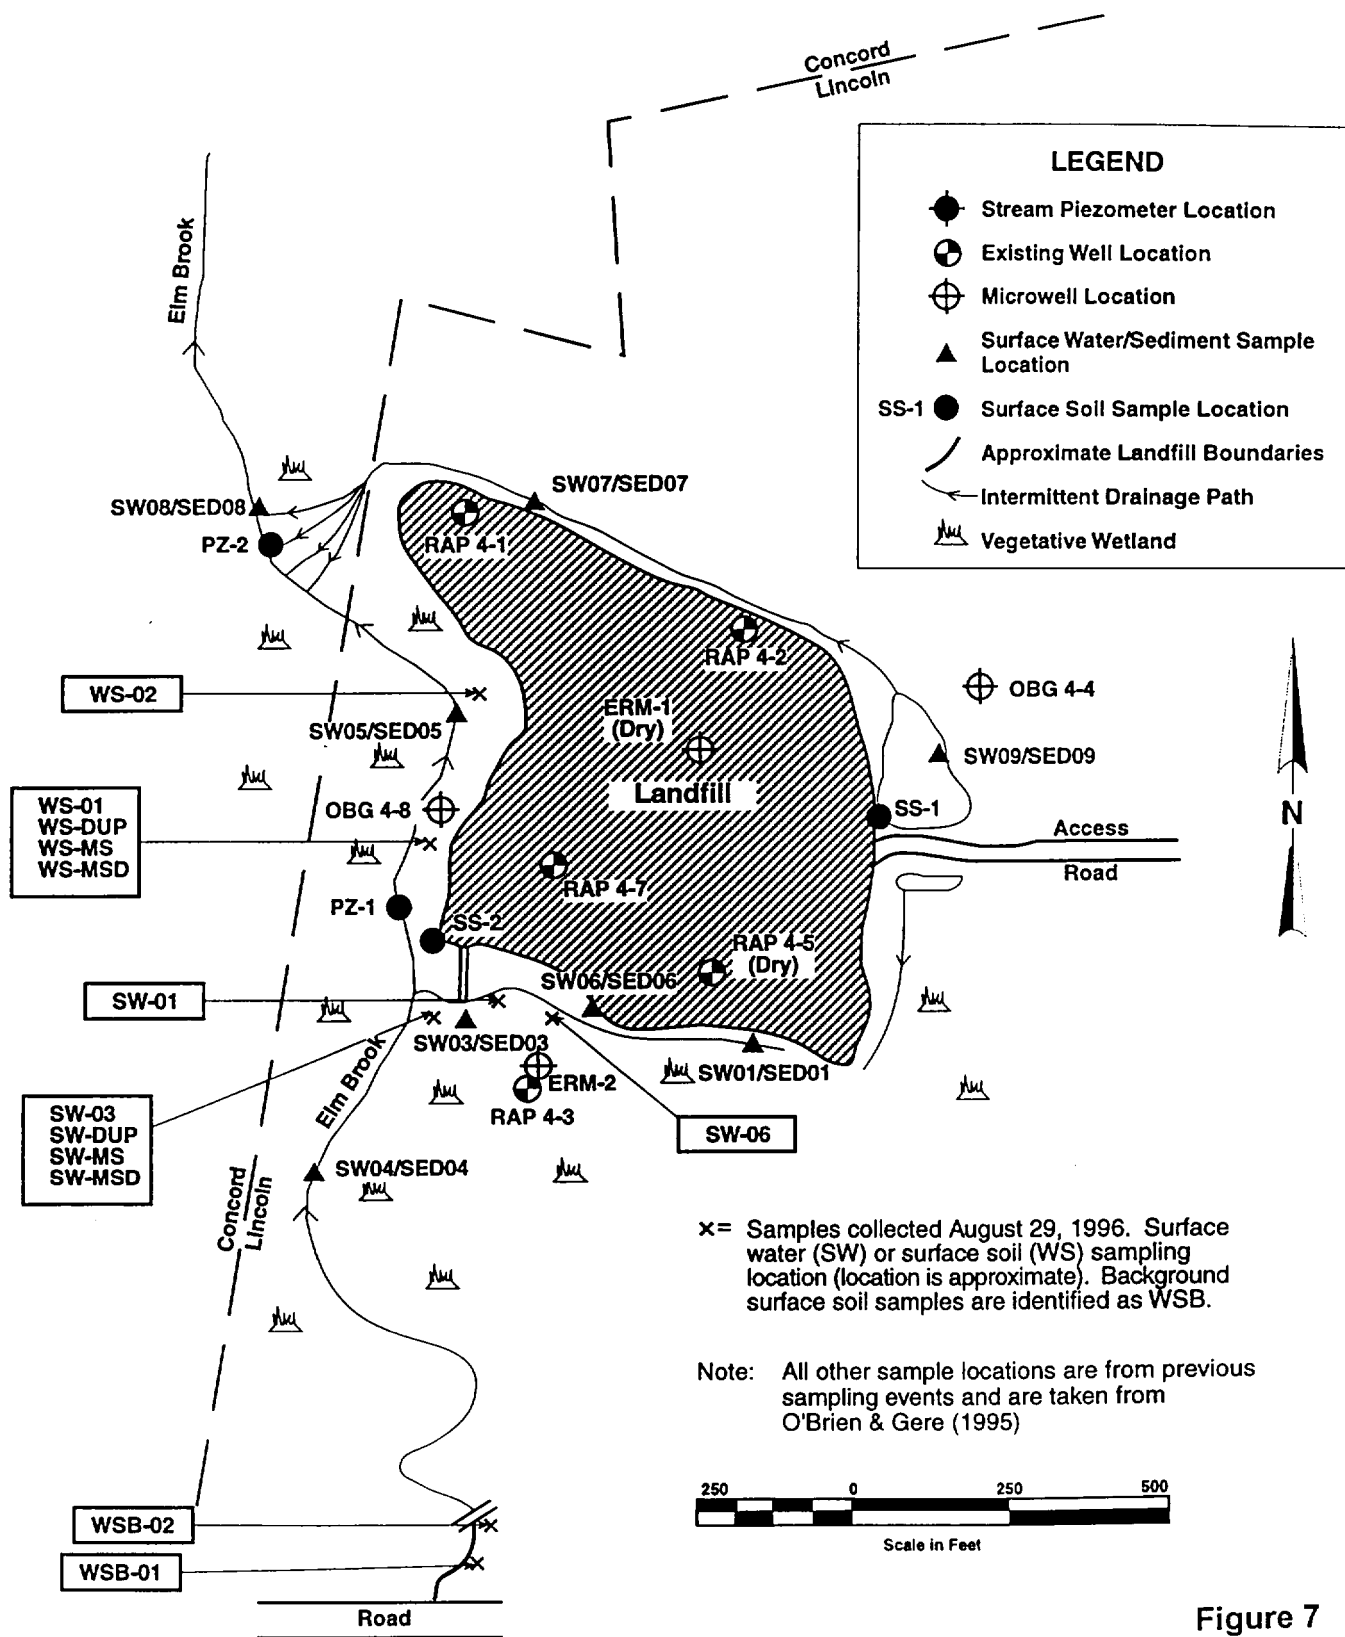 Concord
Lincoln
LEGEND
Stream Piezometer Location
Existing Well Location
Microwell Location
Surface Water/Sediment Sample
Location
SS-1 Surface Soil Sample Location
Approximate Landfill Boundaries
Intermittent Drainage Path
Vegetative Wetland
Elm Brook
SW07/SED07
SW08/SED08
PZ-2
RAP 4-1
RAP 4-2
WS-02
OBG 4-4
ERM-1
(Dry)
SW05/SED05
SW09/SED09
Landfill
WS-01
WS-DUP
WS-MS
WS-MSD
OBG 4-8
SS-1
N
Access
Road
RAP 4-7
PZ-1
SS-2
RAP 4-5
(Dry)
SW06/SED06
SW-01
SW03/SED03
Elm Brook
SW01/SED01
ERM-2
RAP 4-3
SW-03
SW-DUP
SW-MS
SW-MSD
SW-06
SW04/SED04
Concord
Lincoln
x= Samples collected August 29, 1996. Surface
water (SW) or surface soil (WS) sampling
location (location is approximate). Background
surface soil samples are identified as WSB.
Note: All other sample locations are from previous
sampling events and are taken from
O'Brien & Gere (1995)
250 0 250 500
Scale in Feet
WSB-02
WSB-01
Road
Figure 7